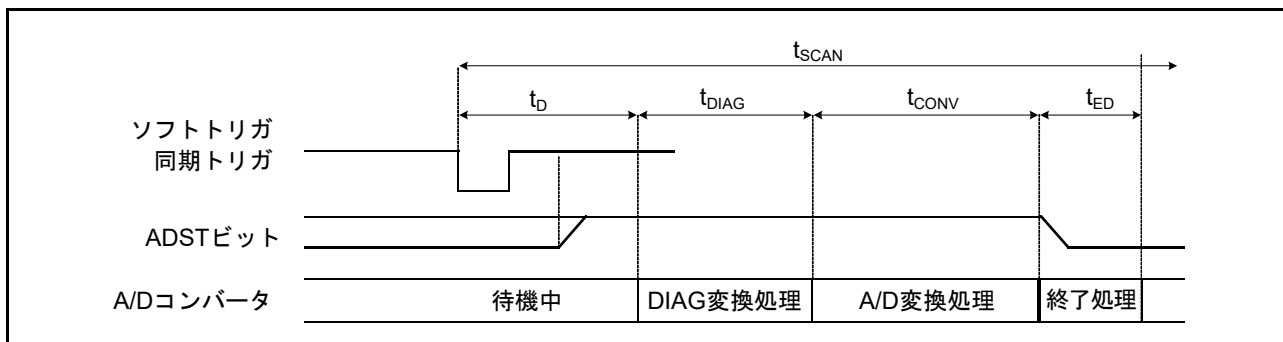 tSCAN
tD
tDIAG
tCONV
tED
ソフトトリガ
同期トリガ
ADSTビット
A/Dコンバータ
待機中
DIAG変換処理
A/D変換処理
終了処理